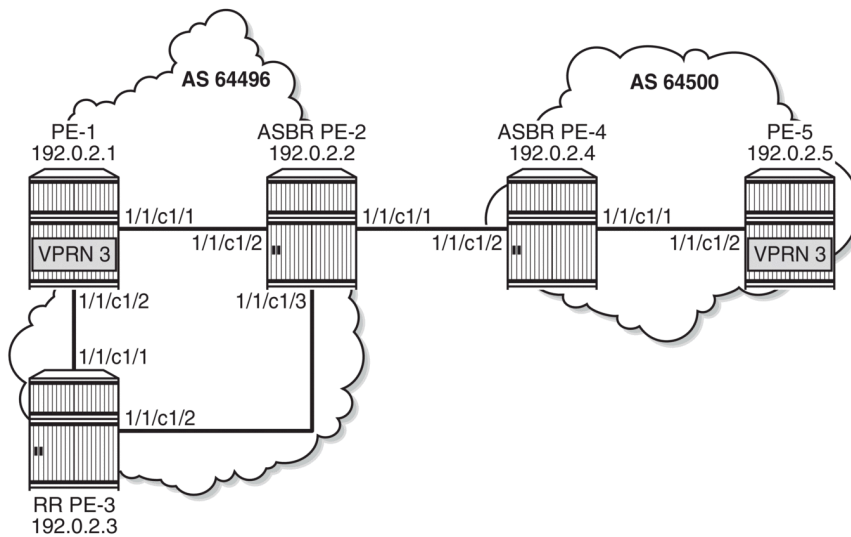 AS 64496
AS 64500
PE-1
192.0.2.1
ASBR PE-2
192.0.2.2
ASBR PE-4
192.0.2.4
PE-5
192.0.2.5
1/1/c1/1
1/1/c1/2
1/1/c1/1
1/1/c1/2
1/1/c1/1
1/1/c1/2
VPRN 3
VPRN 3
1/1/c1/2
1/1/c1/3
1/1/c1/1
1/1/c1/2
RR PE-3
192.0.2.3